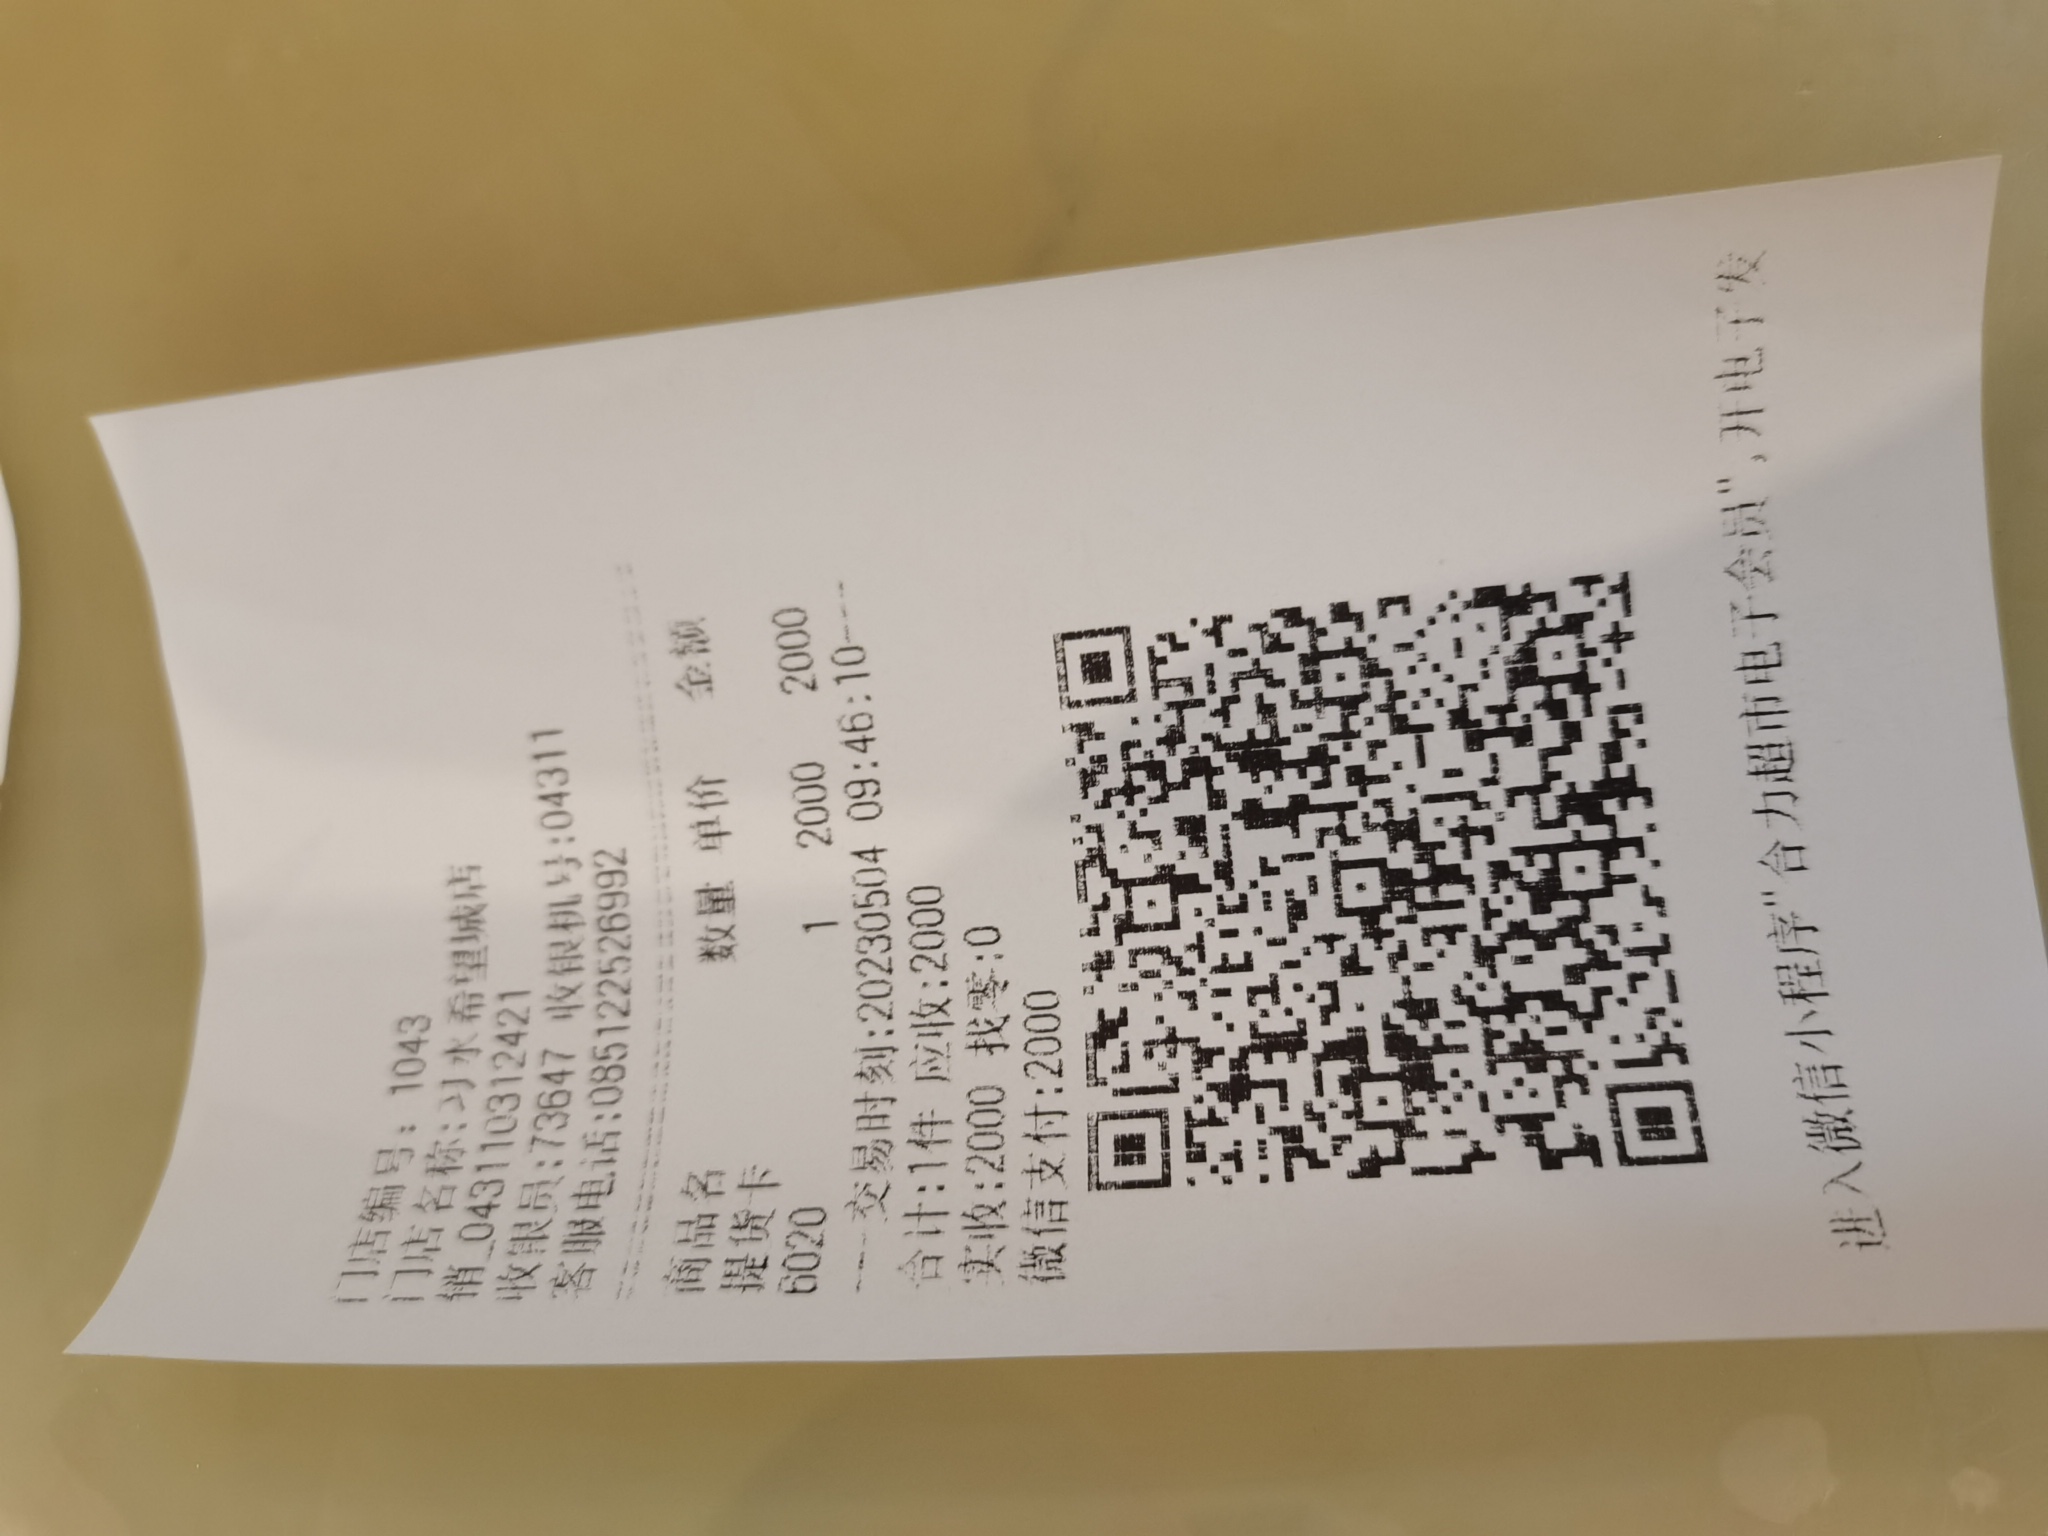 门店编号: 1043
门店名称:习水希望城店
销_04311031242​1
收银员:73647 收银机号:04311
客服电话:085122526992
商品名 数量 单价 金额
提货卡
6020 1 2000 2000
----交易时刻:20230504 09:46:10----
合计:1件 应收:2000
实收:2000 找零:0
微信支付:2000
进入微信小程序"合力超市电子会员",开电子发